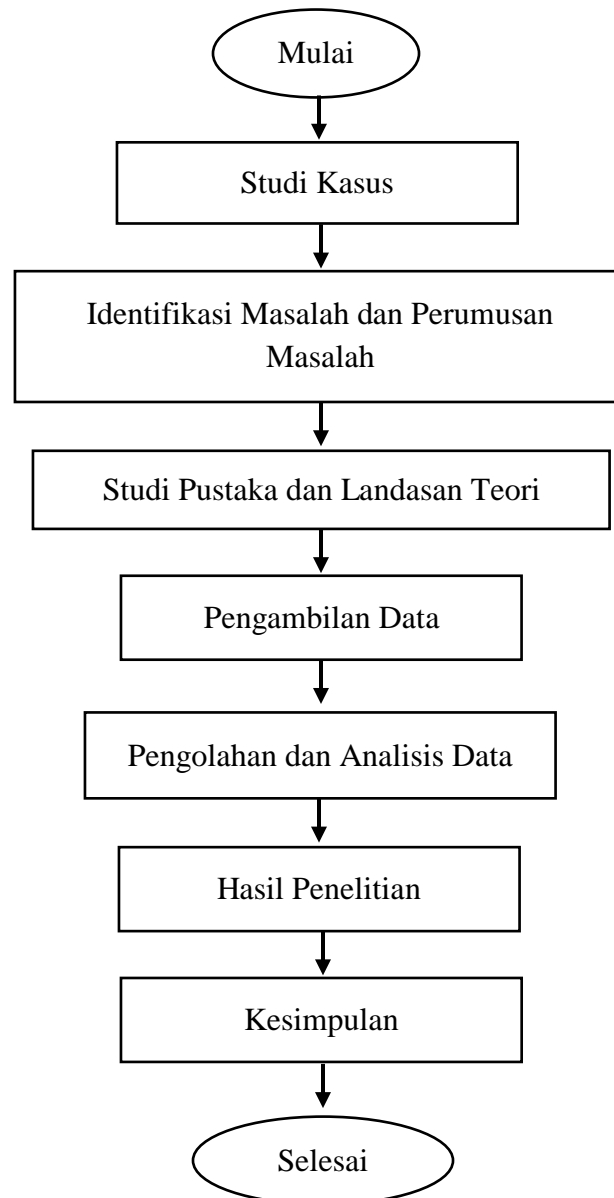 Mulai
Studi Kasus
Identifikasi Masalah dan Perumusan
Masalah
Studi Pustaka dan Landasan Teori
Pengambilan Data
Pengolahan dan Analisis Data
Hasil Penelitian
Kesimpulan
Selesai